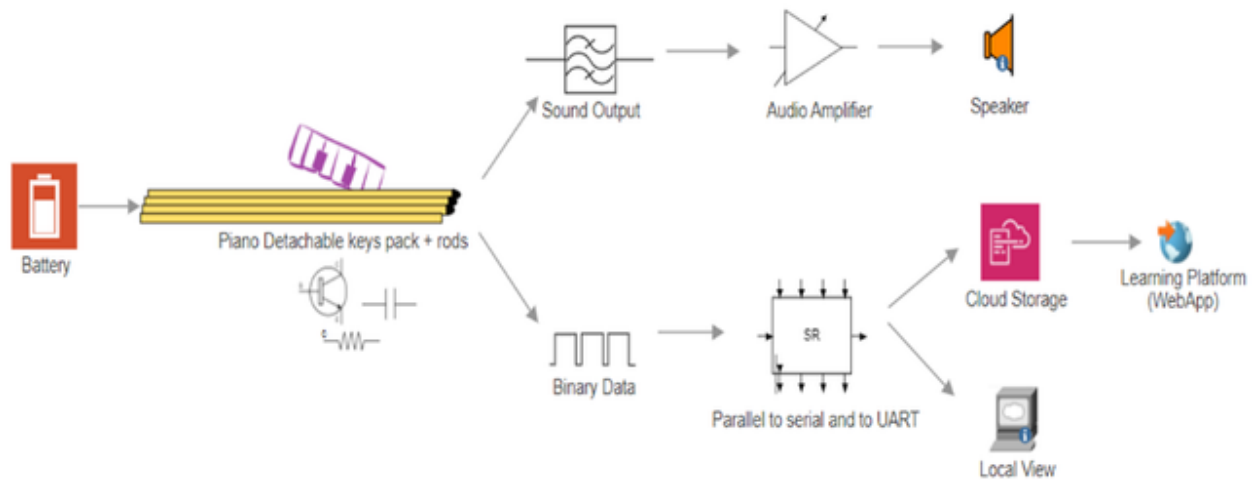 Sound Output
Audio Amplifier
Speaker
Battery
Piano Detachable keys pack + rods
Binary Data
SR
Parallel to serial and to UART
Cloud Storage
Learning Platform
(WebApp)
Local View